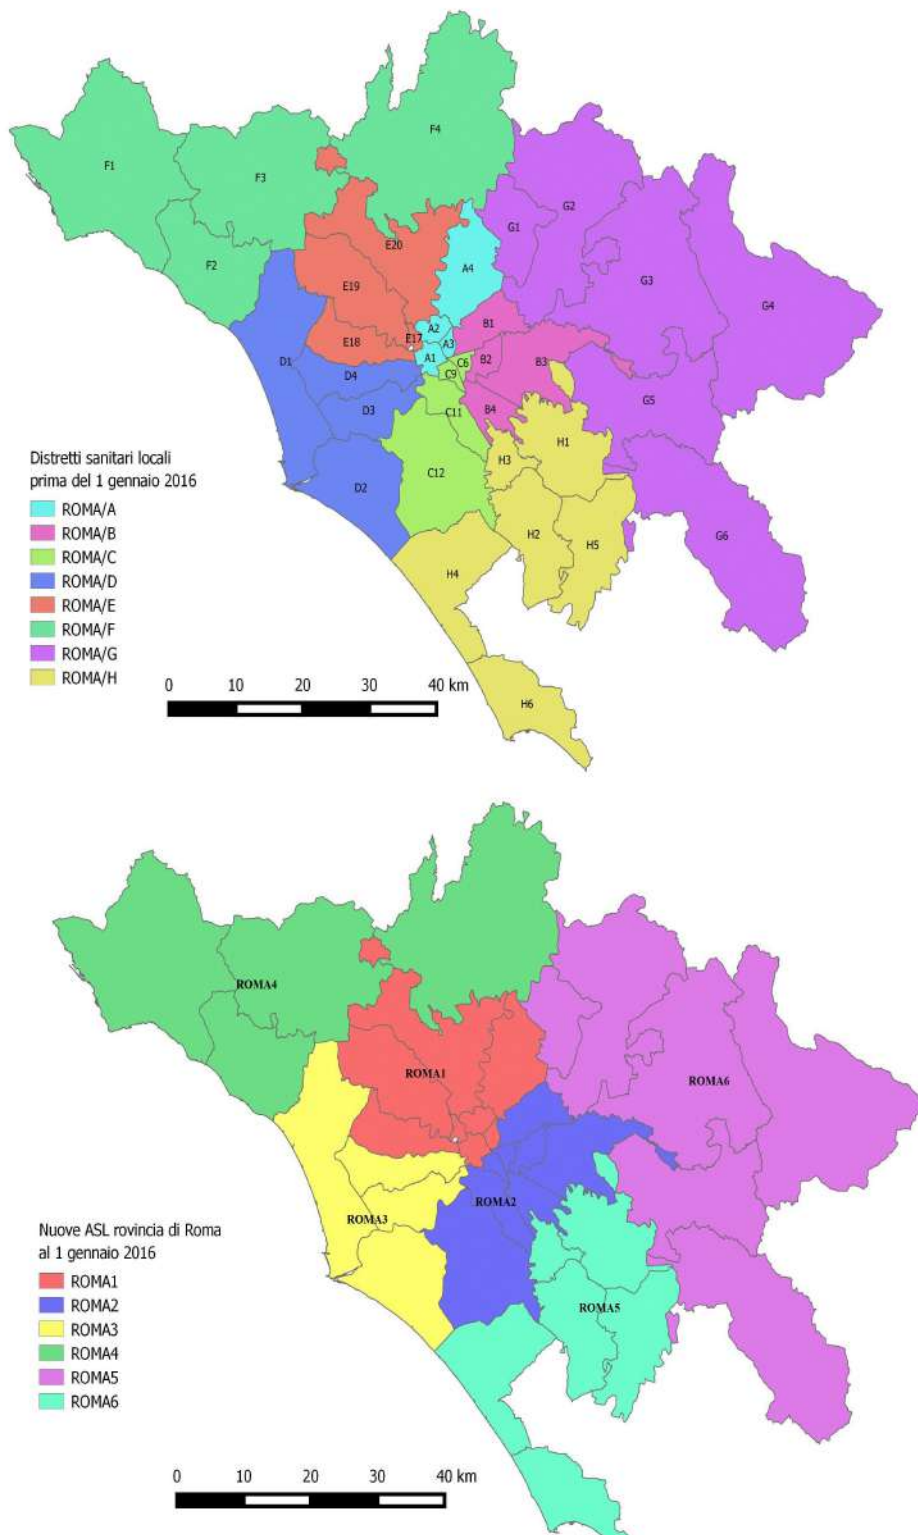 F4
F1
F3
G2
G1
E20
A4
F2
G3
E19
G4
B1
A2
E17
A3
E18
A1
B2
B3
C6
D1
D4
C9
G5
D3
C11
B4
H1
H3
Distretti sanitari locali
prima del 1 gennaio 2016
C12
D2
ROMA/A
H2
G6
ROMA/B
H5
ROMA/C
H4
ROMA/D
ROMA/E
ROMA/F
ROMA/G
ROMA/H
0 10 20 30 40 km
H6
ROMA4
ROMA1
ROMA6
ROMA2
ROMA3
Nuove ASL rovincia di Roma
al 1 gennaio 2016
ROMA5
ROMA1
ROMA2
ROMA3
ROMA4
ROMA5
ROMA6
0 10 20 30 40 km